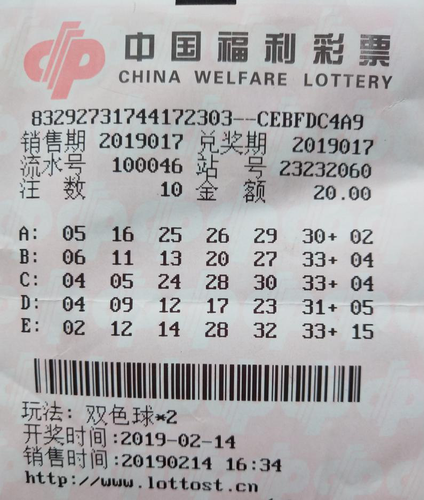 中国福利彩票
CHINA WELFARE LOTTERY
83292731744172303--CEBFDC4A9
销售期 2019017 兑奖期 2019017
流水号 100046 站 号 23232060
注 数 10 金 额 20.00
A: 05 16 25 26 29 30+ 02
B: 06 11 13 20 27 33+ 04
C: 04 05 24 28 30 33+ 04
D: 04 09 12 17 23 31+ 05
E: 02 12 14 28 32 33+ 15
玩法: 双色球*2
开奖时间:2019-02-14
销售时间:20190214 16:34
http://www.lottost.cn